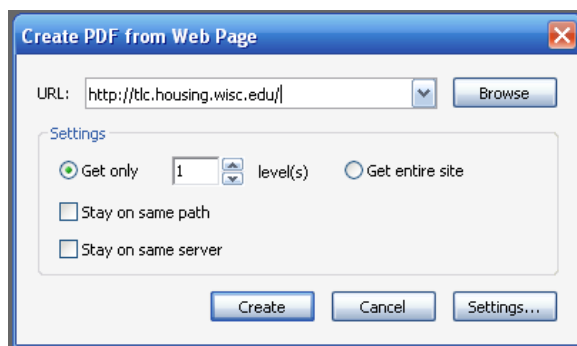 Create PDF from Web Page
URL: http://tlc.housing.wisc.edu/ Browse
Settings
Get only 1 level(s) Get entire site
Stay on same path
Stay on same server
Create Cancel Settings...